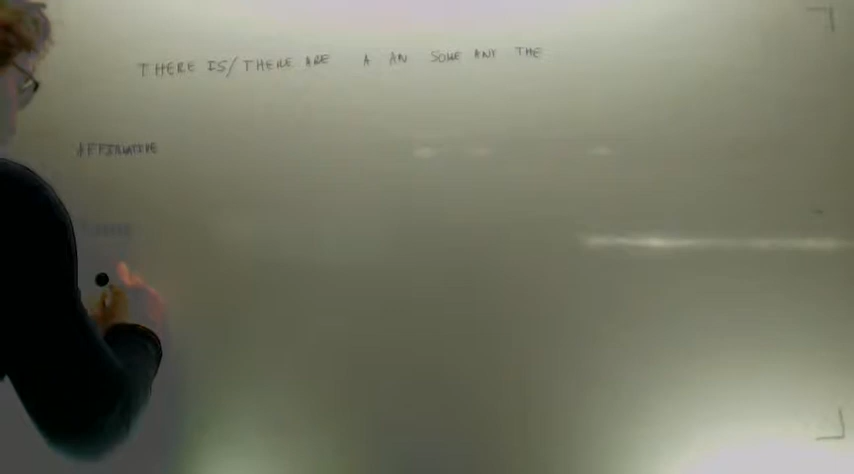 THERE IS/THERE ARE A AN SOME ANY THE
AFFIRMATIVE